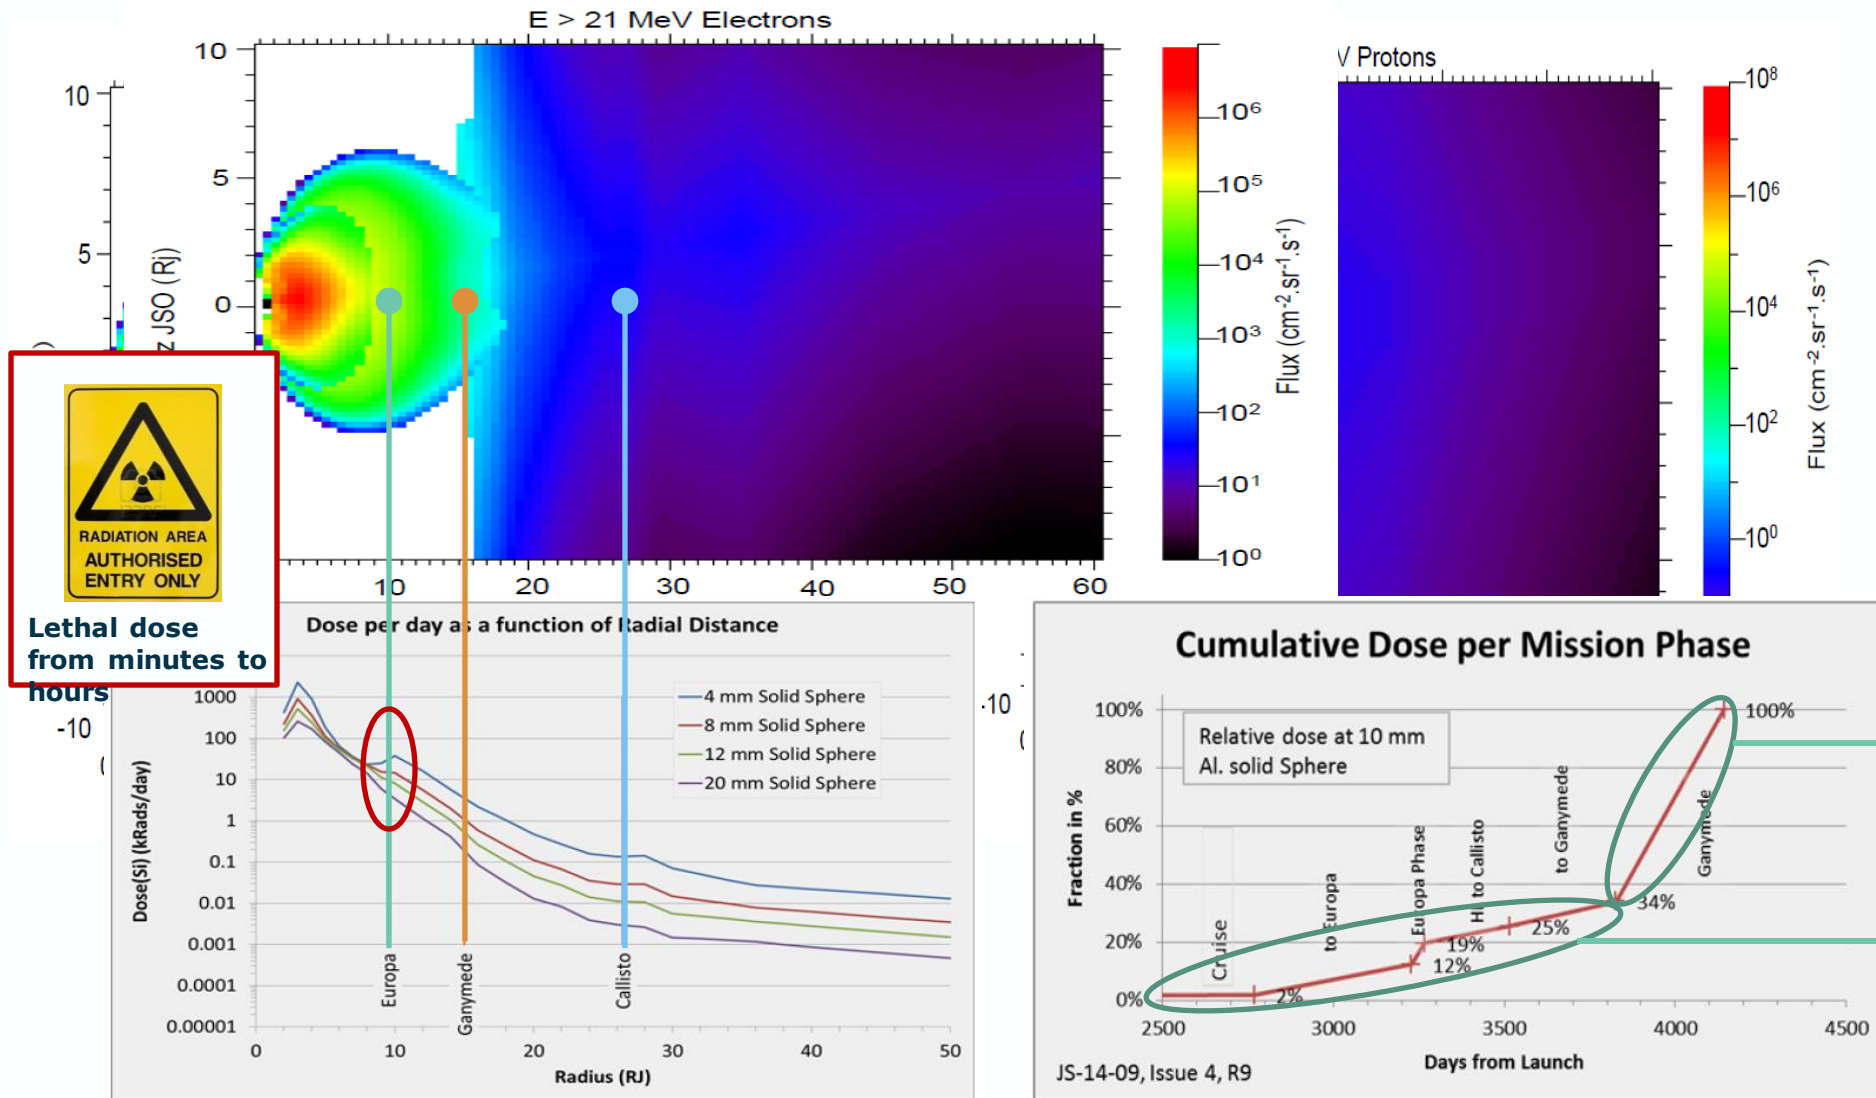 E > 21 MeV Electrons
10
5
0
z JSO (Rj)
10
20
30
40
50
60
10⁶
10⁵
10⁴
10³
10²
10¹
10⁰
Flux (cm⁻².sr⁻¹.s⁻¹)
10
5
-10
V Protons
10⁸
10⁶
10⁴
10²
10⁰
Flux (cm⁻².sr⁻¹.s⁻¹)
-10
RADIATION AREA
AUTHORISED
ENTRY ONLY
Lethal dose
from minutes to
hours
Dose per day as a function of Radial Distance
1000
100
10
1
0.1
0.01
0.001
0.0001
0.00001
Dose(Si) (kRads/day)
4 mm Solid Sphere
8 mm Solid Sphere
12 mm Solid Sphere
20 mm Solid Sphere
Europa
Ganymede
Callisto
0
10
20
30
40
50
Radius (RJ)
Cumulative Dose per Mission Phase
100%
80%
60%
40%
20%
0%
Fraction in %
Relative dose at 10 mm
Al. solid Sphere
Cruise
to Europa
Europa Phase
to Callisto
to Ganymede
Ganymede
2%
12%
19%
25%
34%
100%
2500
3000
3500
4000
4500
Days from Launch
JS-14-09, Issue 4, R9